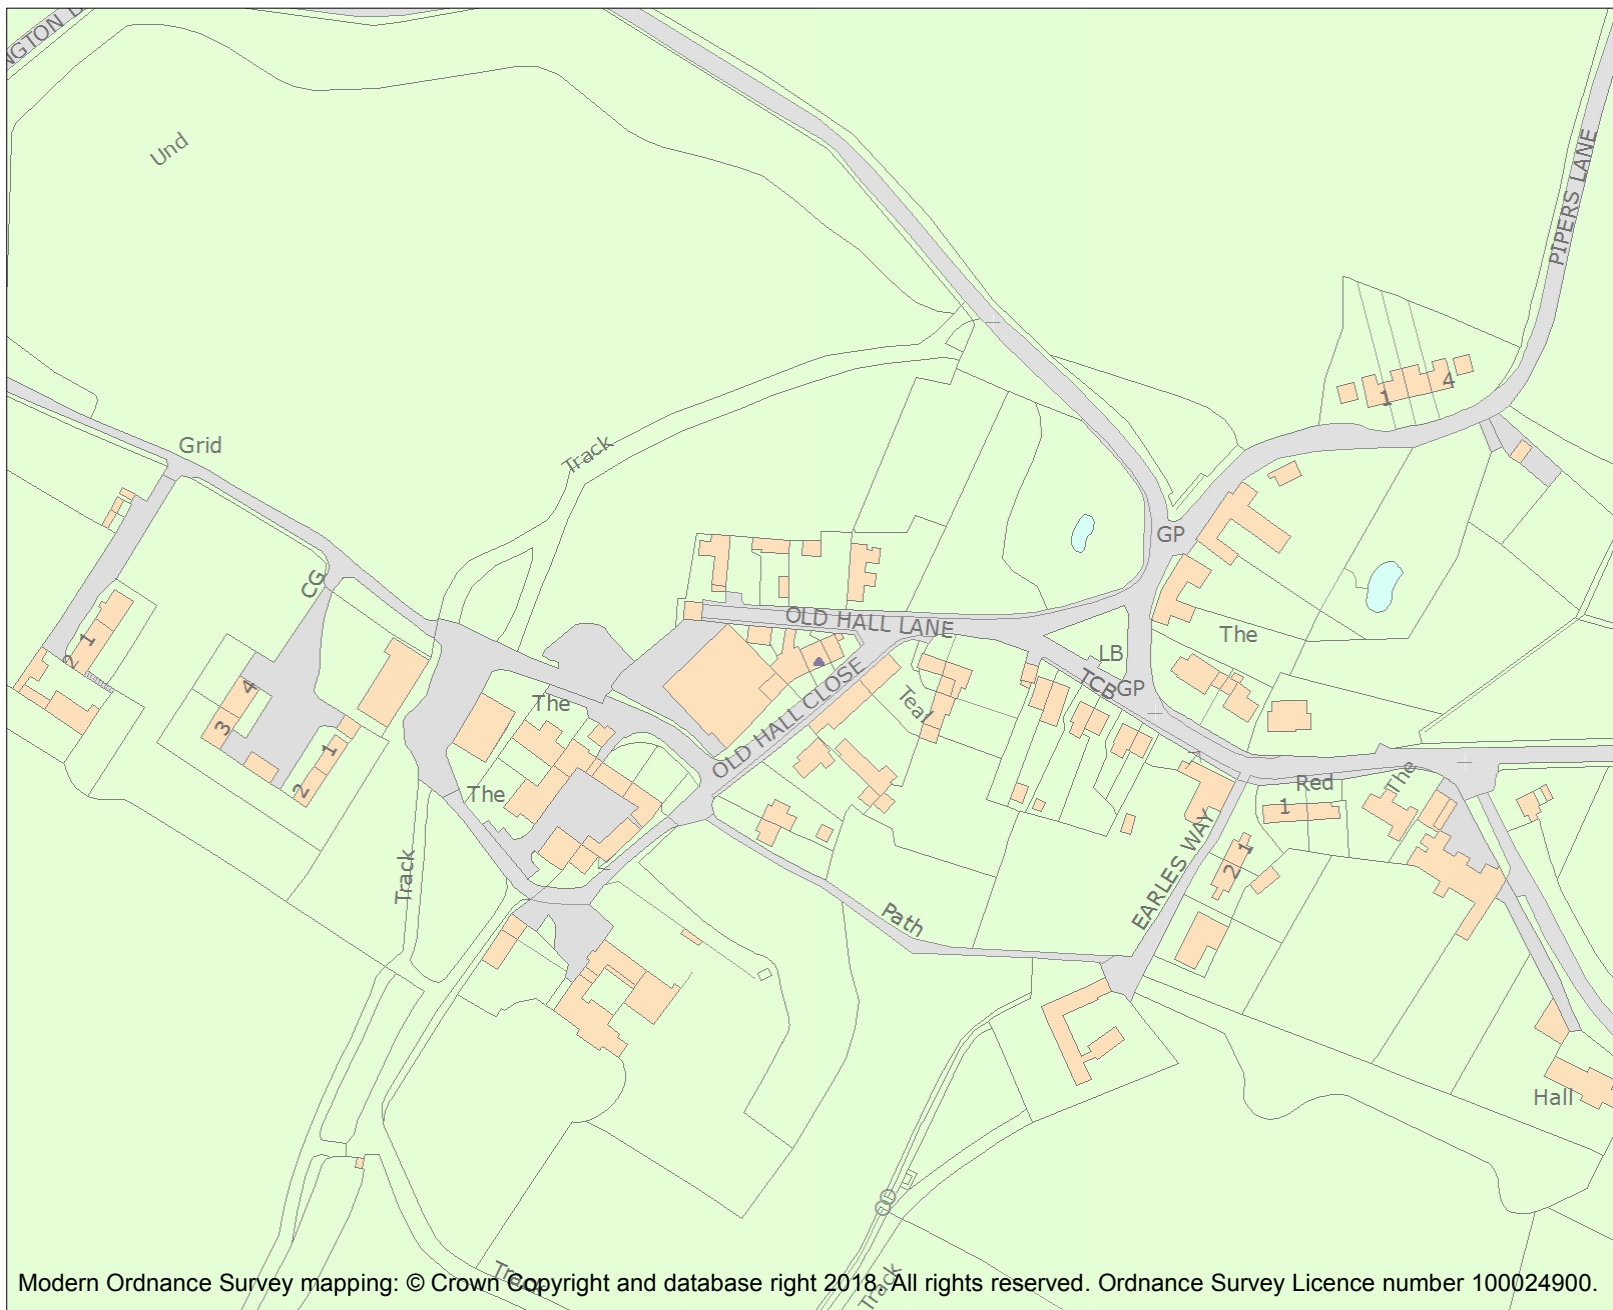 NGTON L
Und
PIPERS LANE
Grid
Track
1
4
CG
GP
OLD HALL LANE
The
LB
TCB
GP
1
2
4
3
The
Teal
OLD HALL CLOSE
1
2
The
Red
The
1
EARLES WAY
1
2
Track
Path
Hall
Track
Track
Modern Ordnance Survey mapping: © Crown Copyright and database right 2018. All rights reserved. Ordnance Survey Licence number 100024900.